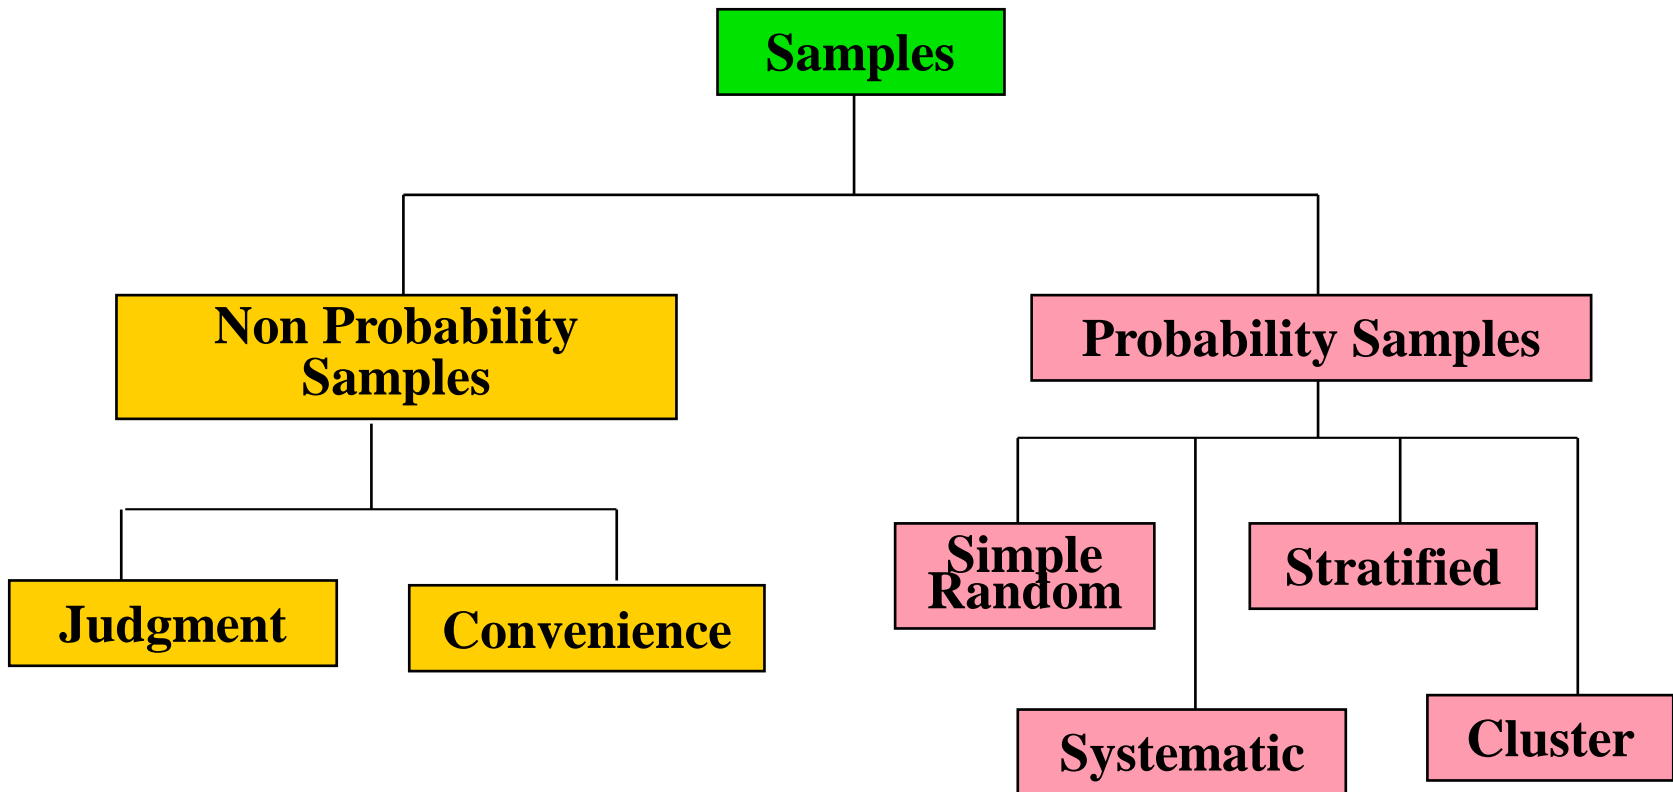 Samples
Non Probability
Samples
Probability Samples
Judgment
Convenience
Simple
Random
Stratified
Systematic
Cluster